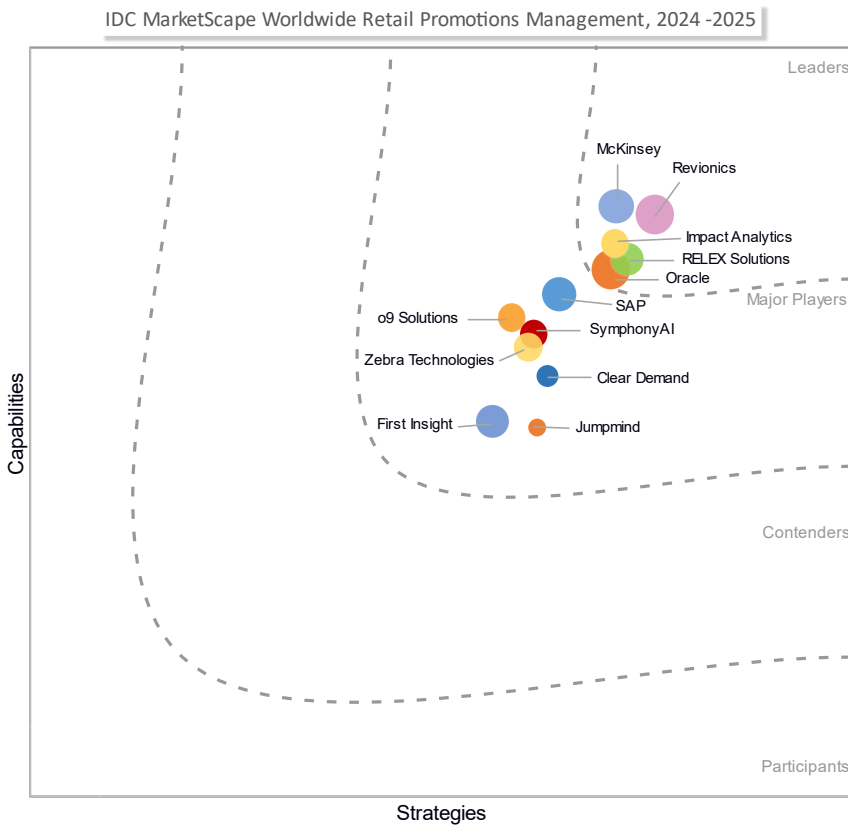 IDC MarketScape Worldwide Retail Promotions Management, 2024 -2025
Leaders
McKinsey
Revionics
Impact Analytics
RELEX Solutions
Oracle
Major Players
SAP
o9 Solutions
SymphonyAI
Zebra Technologies
Clear Demand
First Insight
Jumpmind
Capabilities
Contenders
Participants
Strategies